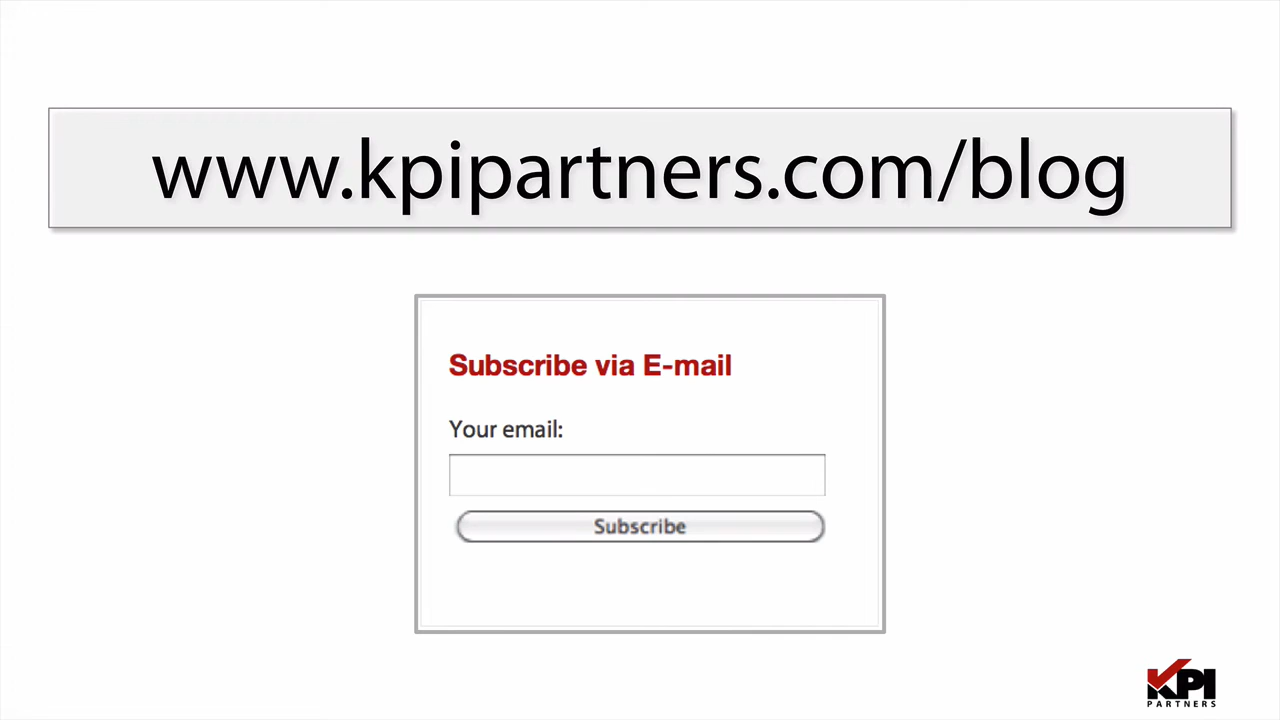 www.kpipartners.com/blog
Subscribe via E-mail
Your email:
Subscribe
KPI
PARTNERS